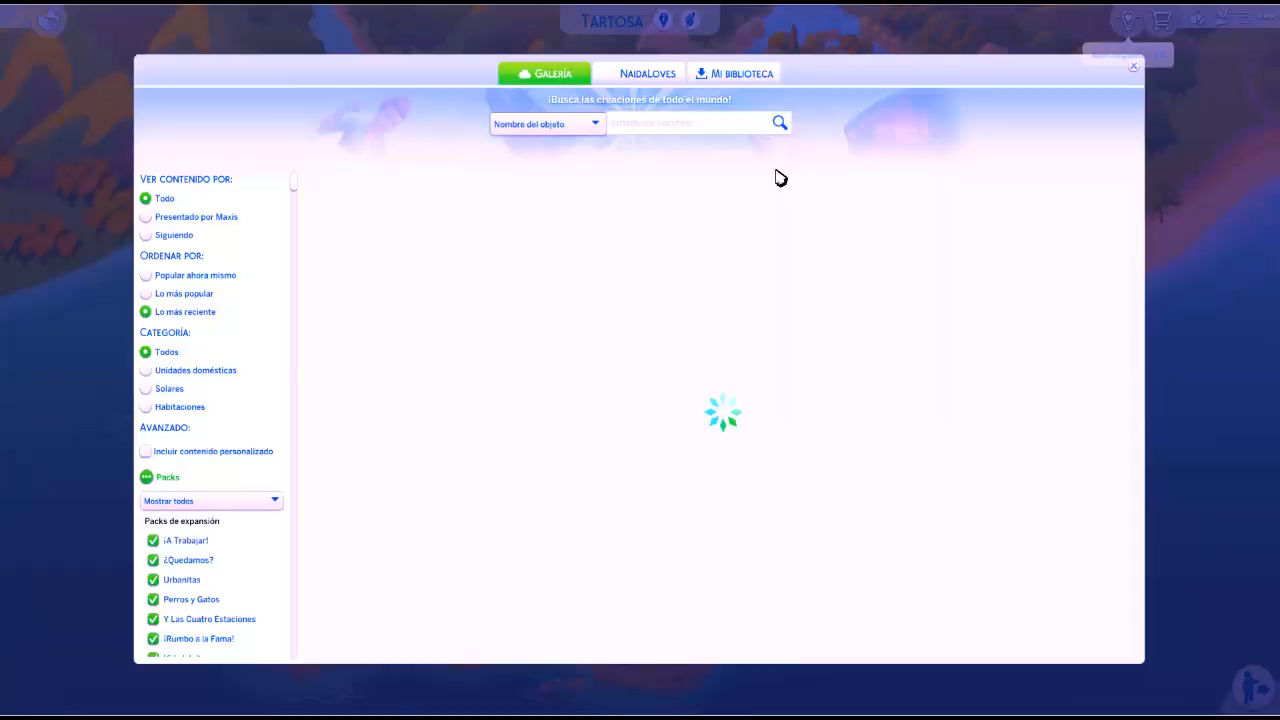 TARTOSA
GALERÍA
NAIDALOVES
MI BIBLIOTECA
¡Busca las creaciones de todo el mundo!
Nombre del objeto
Introduce nombre
VER CONTENIDO POR:
Todo
Presentado por Maxis
Siguiendo
ORDENAR POR:
Popular ahora mismo
Lo más popular
Lo más reciente
CATEGORÍA:
Todos
Unidades domésticas
Solares
Habitaciones
AVANZADO:
Incluir contenido personalizado
Packs
Mostrar todos
Packs de expansión
¡A Trabajar!
¿Quedamos?
Urbanitas
Perros y Gatos
Y Las Cuatro Estaciones
¡Rumbo a la Fama!